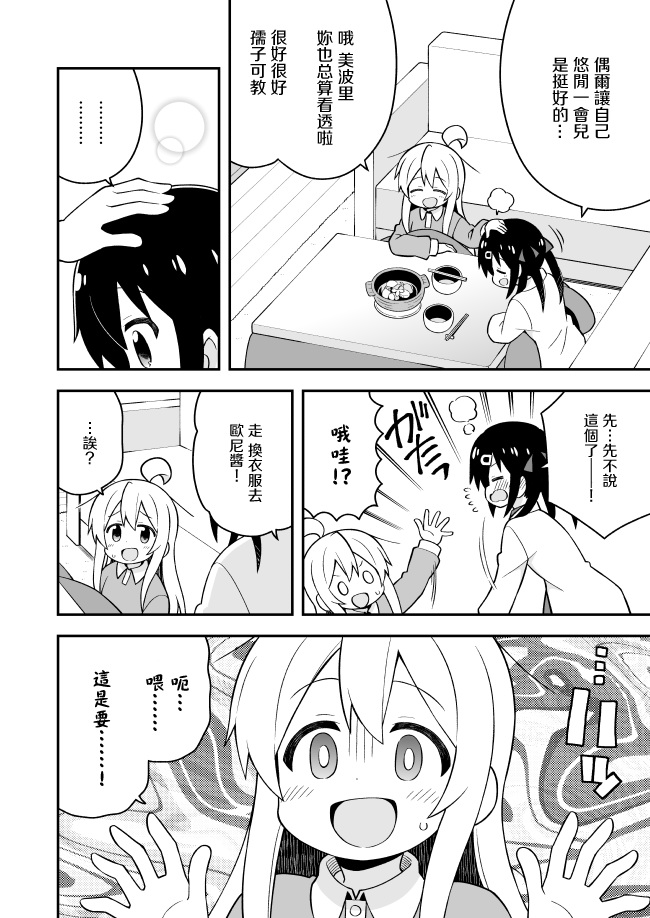 偶爾讓自己
悠閒一會兒
是挺好的…
哦 美波里
妳也总算看透啦
很好很好
孺子可教
………
………
先…先不說
這個了——！
ガタッ
哦哇!?
走 換衣服去
歐尼醬！
…誒？
…ハッ
呃…
喂……
這是要……！